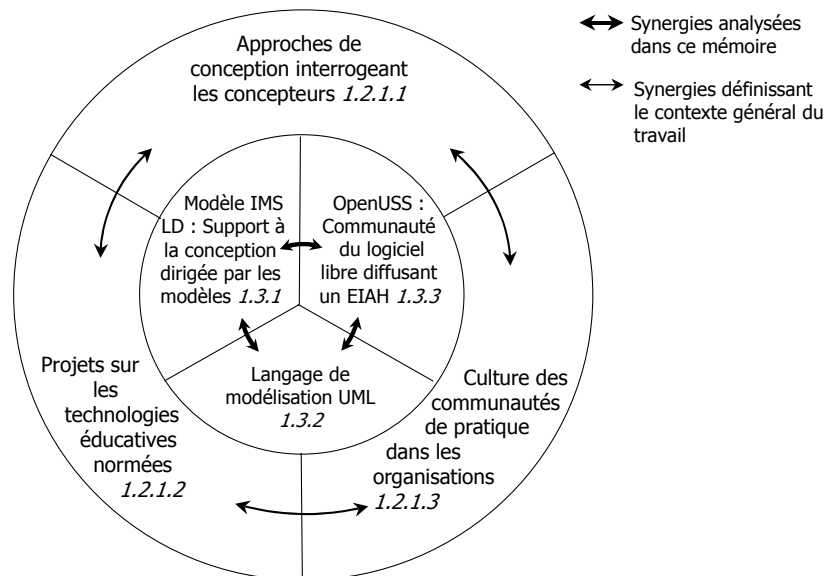 Approches de
conception interrogeant
les concepteurs 1.2.1.1
Synergies analysées
dans ce mémoire
Synergies définissant
le contexte général du
travail
Modèle IMS
LD : Support à
la conception
dirigée par les
modèles 1.3.1
OpenUSS :
Communauté
du logiciel
libre diffusant
un EIAH 1.3.3
Langage de
modélisation UML
1.3.2
Projets sur
les
technologies
éducatives
normées
1.2.1.2
Culture des
communautés
de pratique
dans les
organisations
1.2.1.3